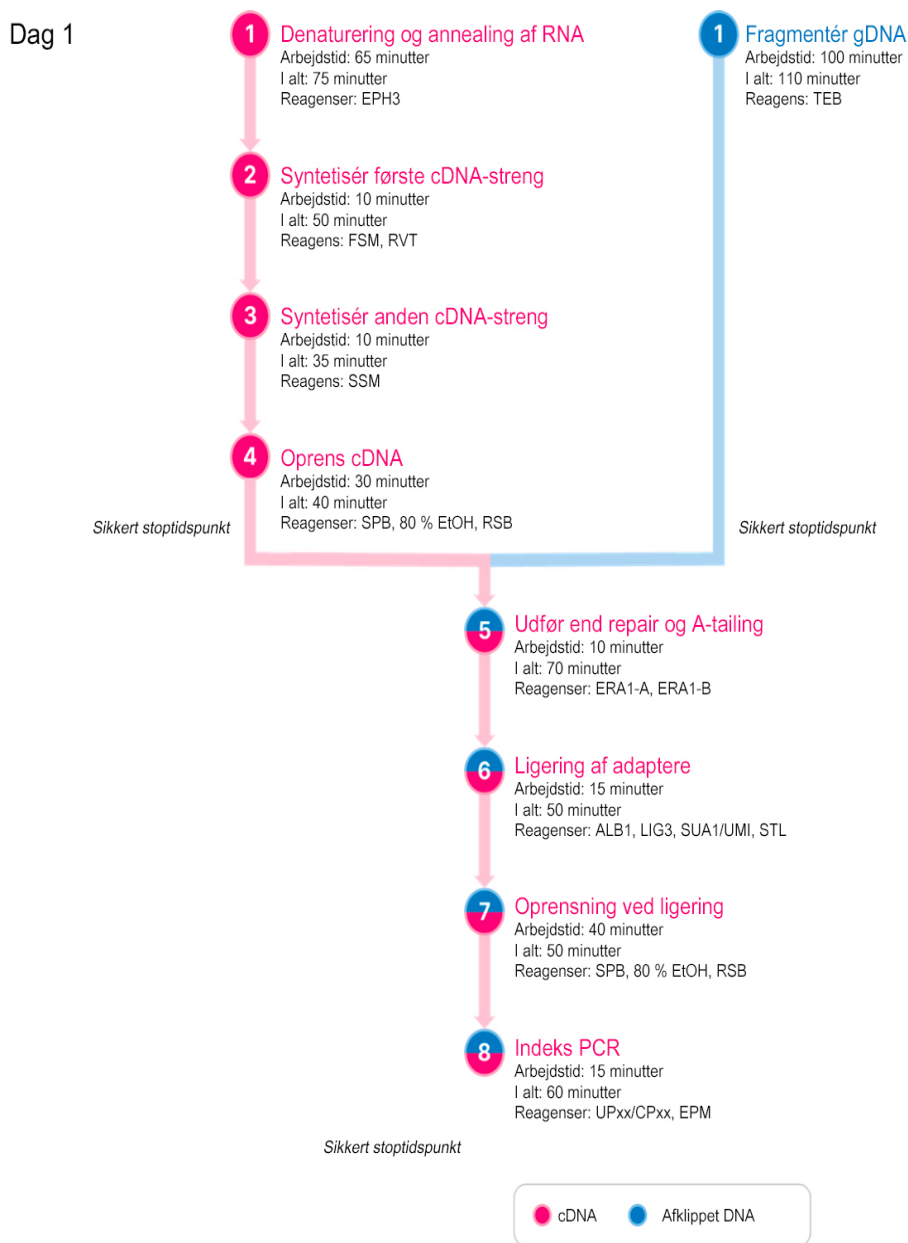 Dag 1
1
Denaturering og annealing af RNA
Arbejdstid: 65 minutter
I alt: 75 minutter
Reagenser: EPH3
1
Fragmentér gDNA
Arbejdstid: 100 minutter
I alt: 110 minutter
Reagens: TEB
2
Syntetisér første cDNA-streng
Arbejdstid: 10 minutter
I alt: 50 minutter
Reagens: FSM, RVT
3
Syntetisér anden cDNA-streng
Arbejdstid: 10 minutter
I alt: 35 minutter
Reagens: SSM
4
Oprens cDNA
Arbejdstid: 30 minutter
I alt: 40 minutter
Reagenser: SPB, 80 % EtOH, RSB
Sikkert stoptidspunkt
Sikkert stoptidspunkt
5
Udfør end repair og A-tailing
Arbejdstid: 10 minutter
I alt: 70 minutter
Reagenser: ERA1-A, ERA1-B
6
Ligering af adaptere
Arbejdstid: 15 minutter
I alt: 50 minutter
Reagenser: ALB1, LIG3, SUA1/UMI, STL
7
Oprensning ved ligering
Arbejdstid: 40 minutter
I alt: 50 minutter
Reagenser: SPB, 80 % EtOH, RSB
8
Indeks PCR
Arbejdstid: 15 minutter
I alt: 60 minutter
Reagenser: UPxx/CPxx, EPM
Sikkert stoptidspunkt
cDNA
Afklippet DNA